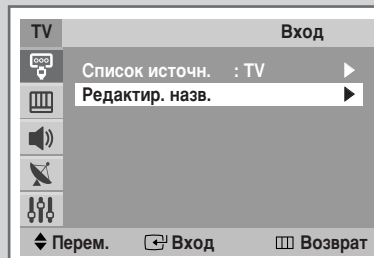 TV Вход
Список источн. : TV
Редактир. назв.
Перем. Вход Возврат